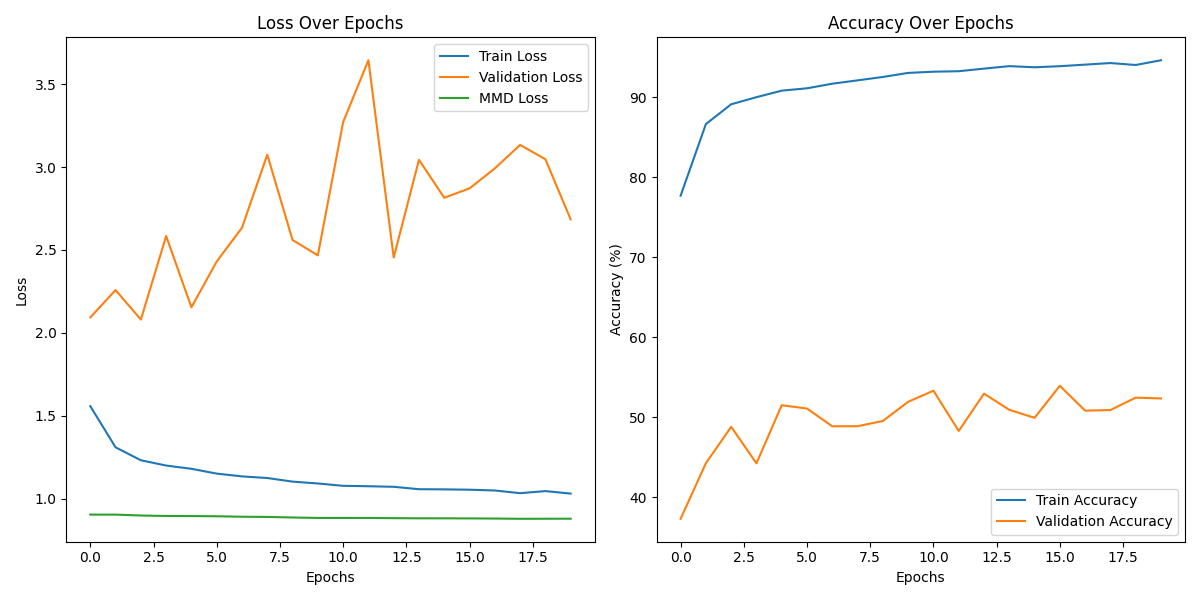 Loss Over Epochs
Train Loss
Validation Loss
MMD Loss
3.5
3.0
2.5
2.0
1.5
1.0
Loss
0.0 2.5 5.0 7.5 10.0 12.5 15.0 17.5
Epochs
Accuracy Over Epochs
90
80
70
60
50
40
Accuracy (%)
Train Accuracy
Validation Accuracy
0.0 2.5 5.0 7.5 10.0 12.5 15.0 17.5
Epochs